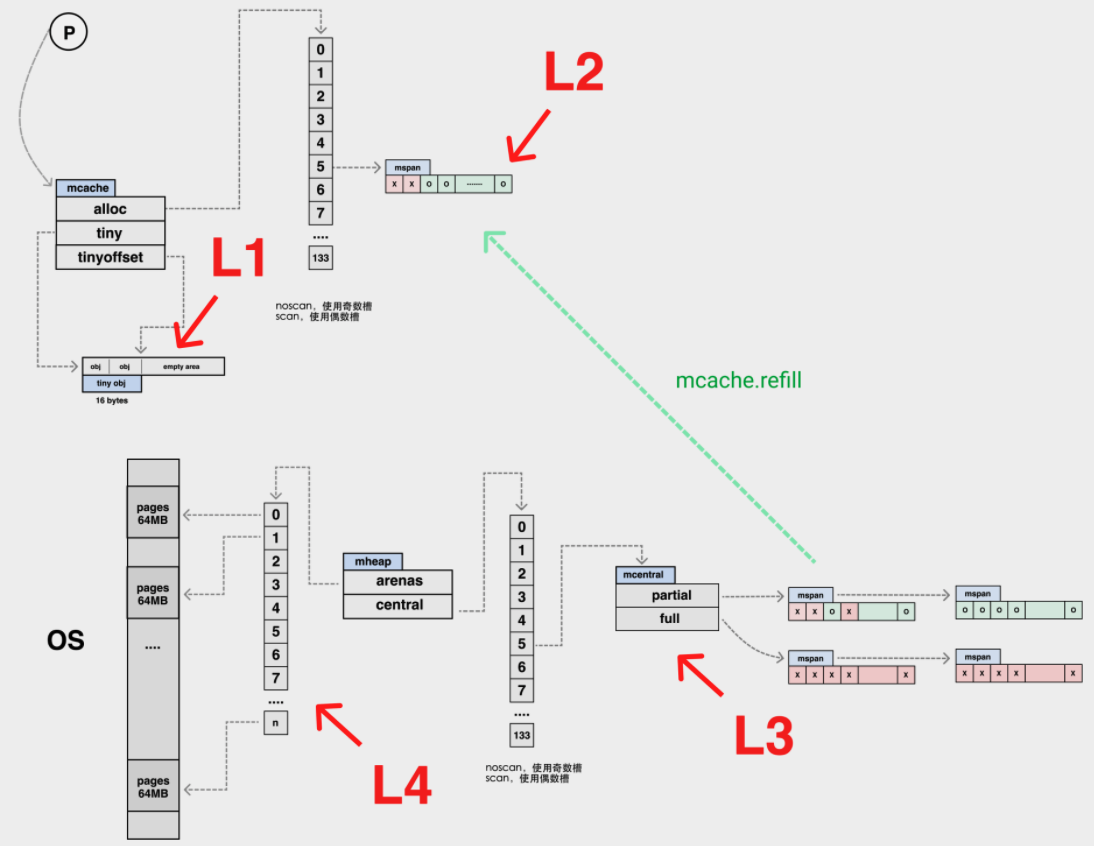 P
mcache
alloc
tiny
tinyoffset
0
1
2
3
4
5
6
7
....
133
noscan，使用奇数槽
scan，使用偶数槽
mspan
x x o o ------ o
L2
L1
obj obj empty area
tiny obj
16 bytes
mcache.refill
OS
pages
64MB
pages
64MB
....
pages
64MB
0
1
2
3
4
5
6
7
....
n
L4
mheap
arenas
central
0
1
2
3
4
5
6
7
....
133
noscan，使用奇数槽
scan，使用偶数槽
mcentral
partial
full
L3
mspan
x x o x o
mspan
o o o o o
mspan
x x x x x
mspan
x x x x x